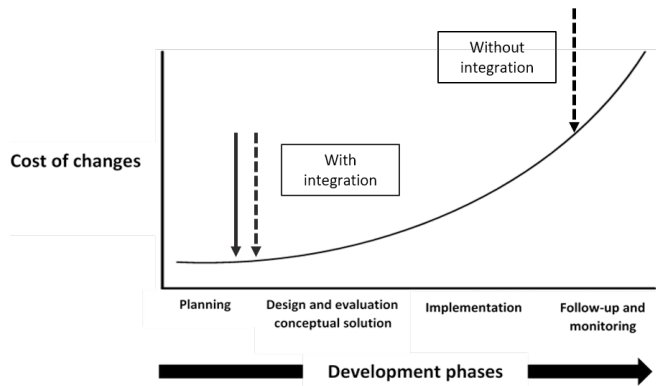 Without
integration
With
integration
Cost of changes
Planning
Design and evaluation
conceptual solution
Implementation
Follow-up and
monitoring
Development phases